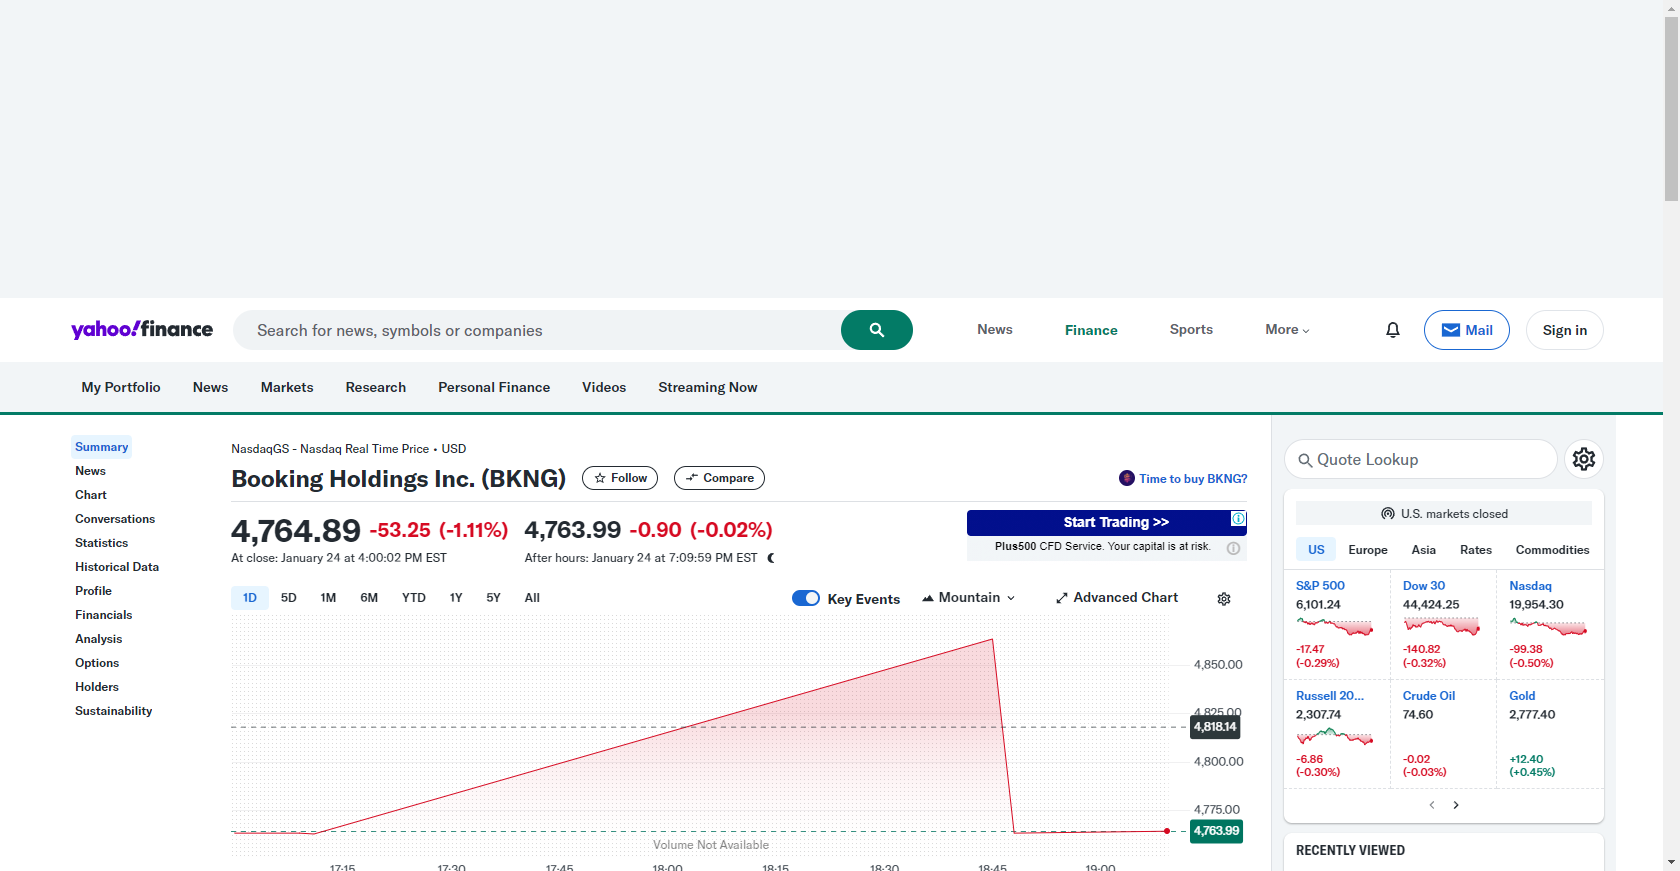 yahoo!finance
Search for news, symbols or companies
News
Finance
Sports
More
Mail
Sign in
My Portfolio
News
Markets
Research
Personal Finance
Videos
Streaming Now
Summary
News
Chart
Conversations
Statistics
Historical Data
Profile
Financials
Analysis
Options
Holders
Sustainability
NasdaqGS - Nasdaq Real Time Price • USD
Booking Holdings Inc. (BKNG)
Follow
Compare
Time to buy BKNG?
4,764.89 -53.25 (-1.11%)
At close: January 24 at 4:00:02 PM EST
4,763.99 -0.90 (-0.02%)
After hours: January 24 at 7:09:59 PM EST
Start Trading >>
Plus500 CFD Service. Your capital is at risk.
1D
5D
1M
6M
YTD
1Y
5Y
All
Key Events
Mountain
Advanced Chart
4,850.00
4,825.00
4,818.14
4,800.00
4,775.00
4,763.99
Volume Not Available
17:15
17:30
17:45
18:00
18:15
18:30
18:45
19:00
Quote Lookup
U.S. markets closed
US
Europe
Asia
Rates
Commodities
S&P 500
6,101.24
-17.47
(-0.29%)
Dow 30
44,424.25
-140.82
(-0.32%)
Nasdaq
19,954.30
-99.38
(-0.50%)
Russell 20...
2,307.74
-6.86
(-0.30%)
Crude Oil
74.60
-0.02
(-0.03%)
Gold
2,777.40
+12.40
(+0.45%)
RECENTLY VIEWED